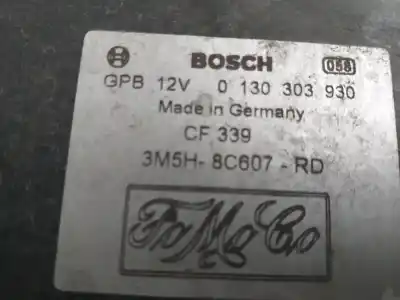 BOSCH 058
GPB 12V 0 130 303 930
Made in Germany
CF 339
3M5H- 8C607 - RD
FoMoCo